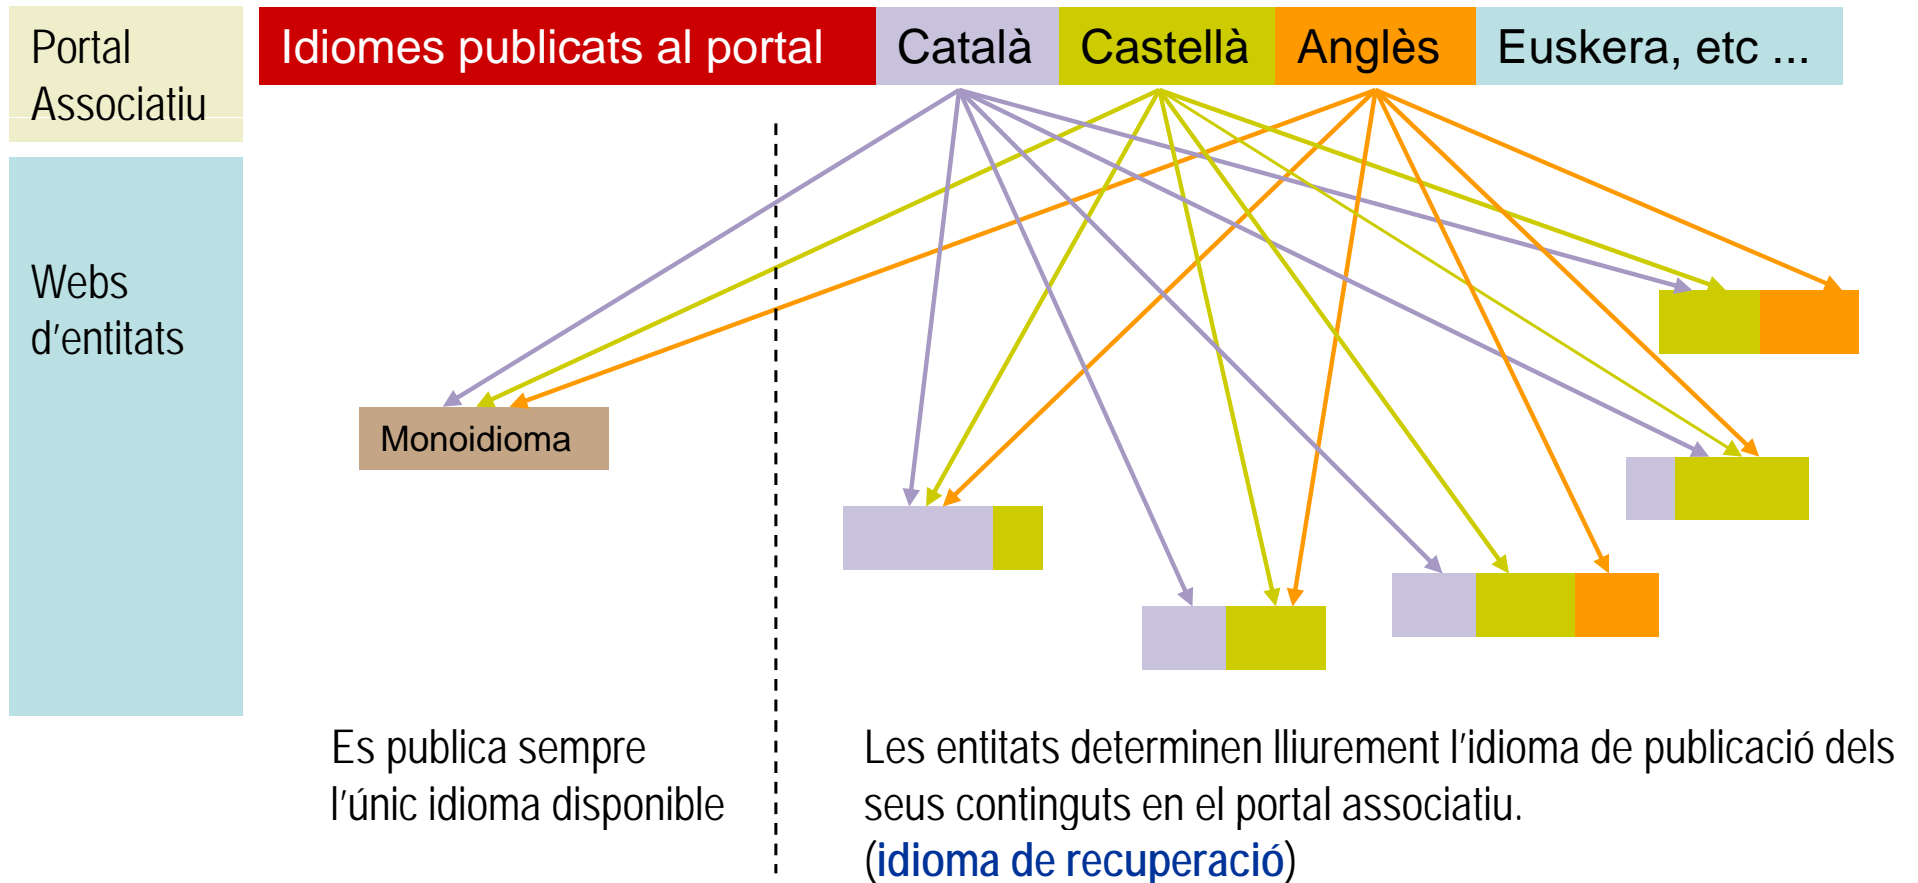 Portal
Associatiu
Idiomes publicats al portal
Català
Castellà
Anglès
Euskera, etc ...
Webs
d'entitats
Monoidioma
Es publica sempre
l'únic idioma disponible
Les entitats determinen lliurement l'idioma de publicació dels
seus continguts en el portal associatiu.
(idioma de recuperació)